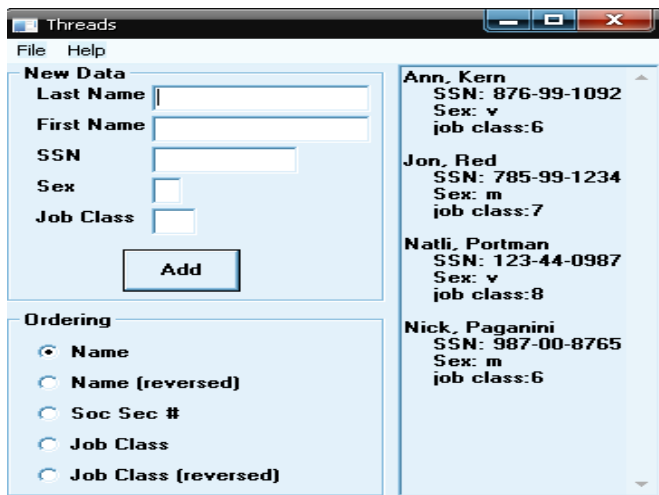 Threads
File Help
New Data
Last Name
First Name
SSN
Sex
Job Class
Add
Ordering
Name
Name (reversed)
Soc Sec #
Job Class
Job Class (reversed)
Ann, Kern
SSN: 876-99-1092
Sex: v
job class:6
Jon, Red
SSN: 785-99-1234
Sex: m
job class:7
Natli, Portman
SSN: 123-44-0987
Sex: v
job class:8
Nick, Paganini
SSN: 987-00-8765
Sex: m
job class:6